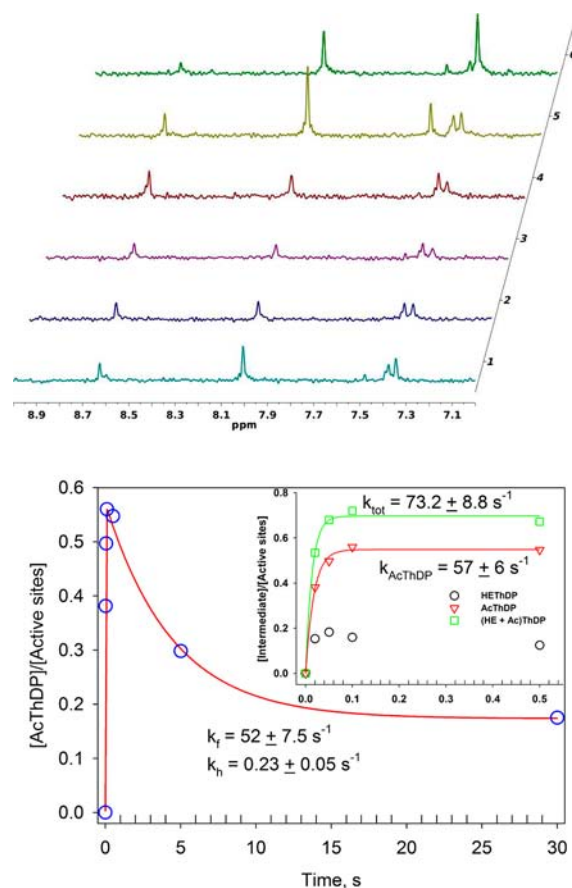 6
5
4
3
2
1
8.9 8.5 8.3 8.1 7.9 7.7 7.5 7.3 7.1
ppm
[AcThDP]/[Active sites]
0.6
0.5
0.4
0.3
0.2
0.1
0.0
0 5 10 15 20 25 30
Time, s
k_f = 52 ± 7.5 s⁻¹
k_h = 0.23 ± 0.05 s⁻¹
[Intermediate]/[Active sites]
0.8
0.6
0.4
0.2
0.0
0.0 0.1 0.2 0.3 0.4 0.5
k_tot = 73.2 ± 8.8 s⁻¹
k_AcThDP = 57 ± 6 s⁻¹
HEThDP
AcThDP
(HE + Ac)ThDP